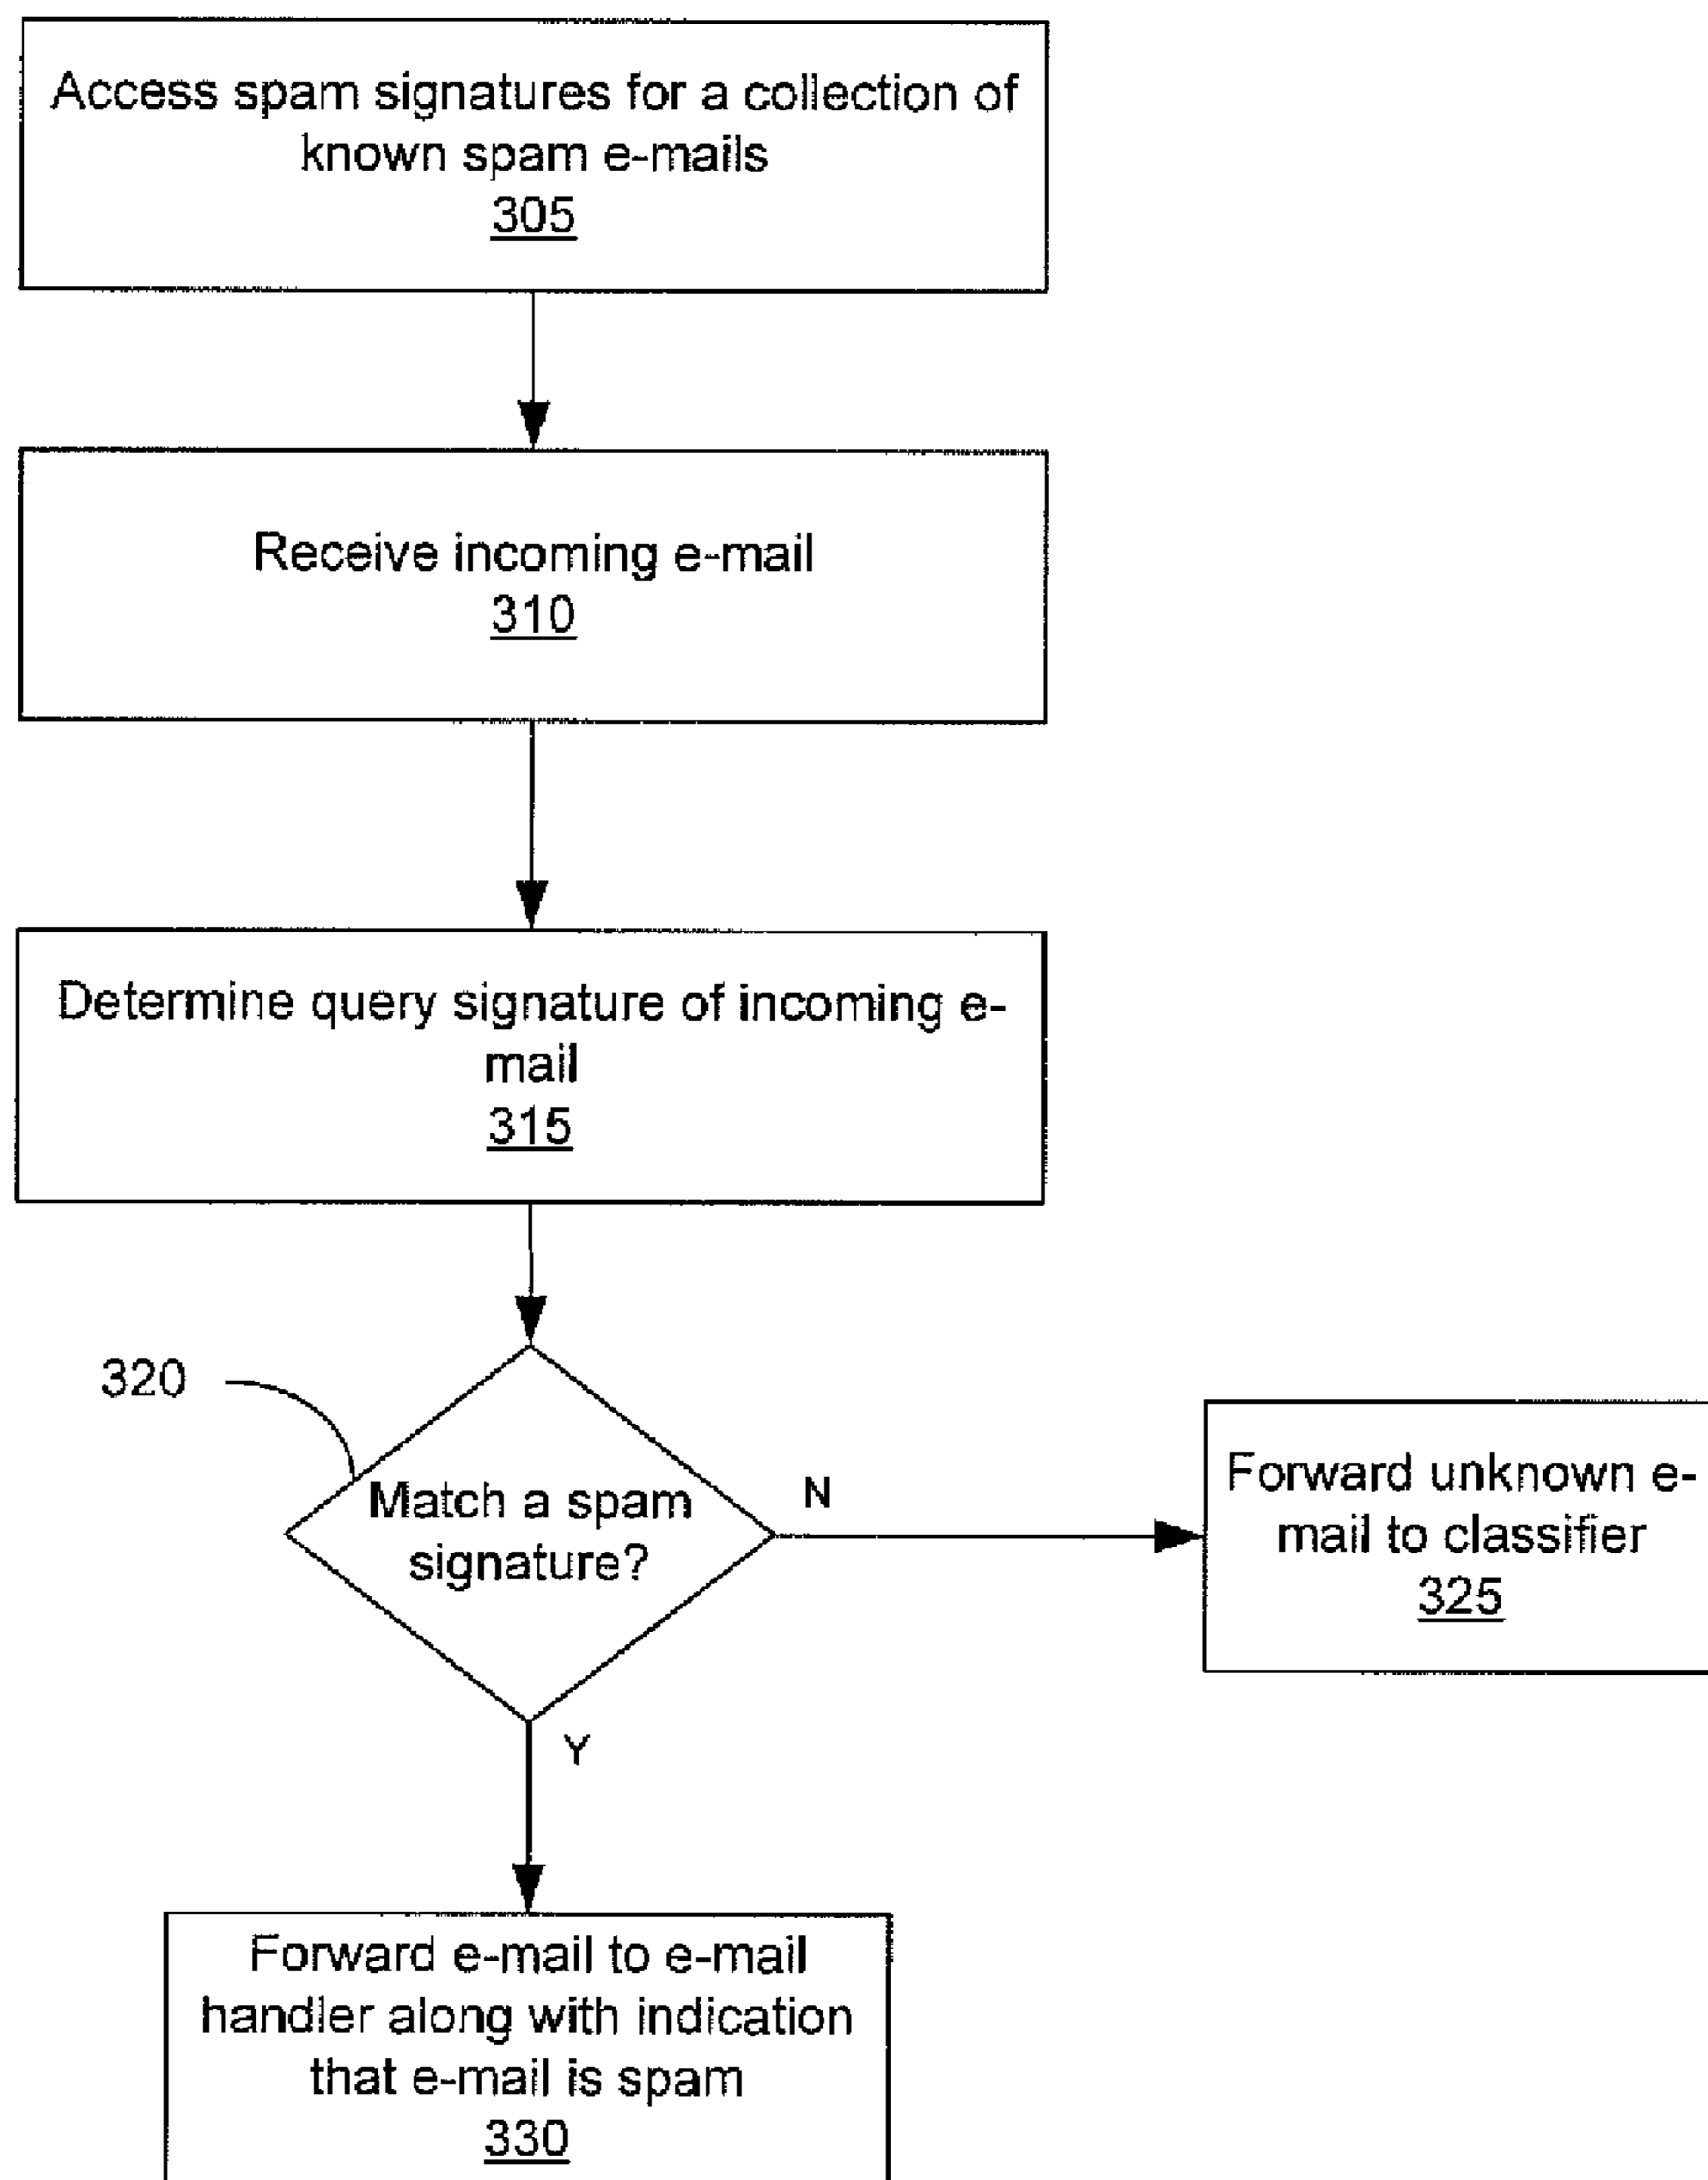 Access spam signatures for a collection of
known spam e-mails
305
Receive incoming e-mail
310
Determine query signature of incoming e-
mail
315
320
Match a spam
signature?
N
Forward unknown e-
mail to classifier
325
Y
Forward e-mail to e-mail
handler along with indication
that e-mail is spam
330